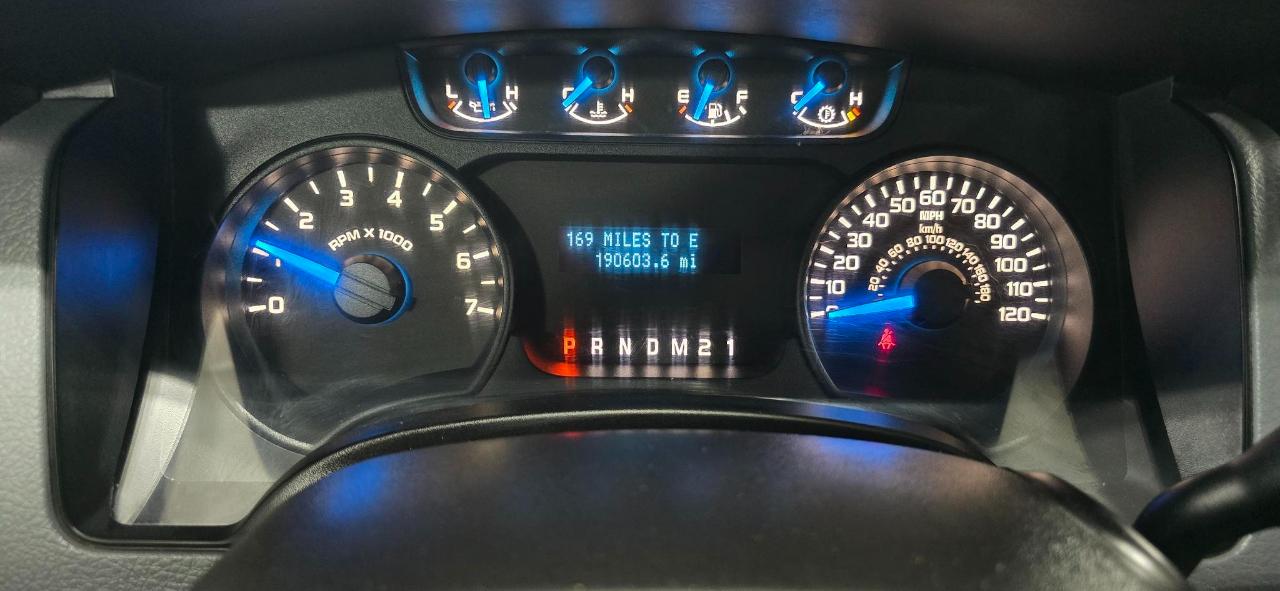 L H
C H
E F
C H
0 1 2 3 4 5 6 7
RPM X 1000
169 MILES TO E
190603.6 mi
P R N D M 2 1
0 10 20 30 40 50 60 70 80 90 100 110 120
MPH
km/h
20 40 60 80 100 120 140 160 180